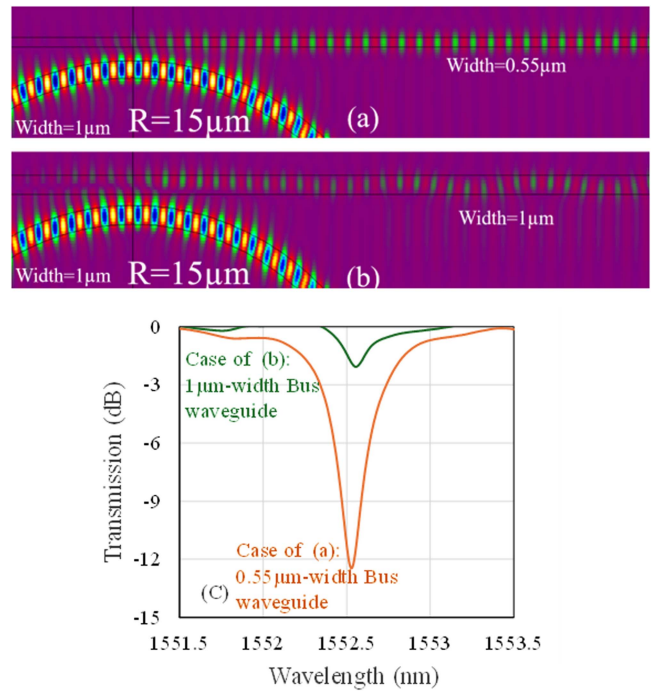 Width=0.55µm
Width=1µm R=15µm (a)
Width=1µm
Width=1µm R=15µm (b)
Transmission (dB)
0
-3
-6
-9
-12
-15
Case of (b):
1µm-width Bus
waveguide
Case of (a):
0.55µm-width Bus
waveguide
(C)
1551.5 1552 1552.5 1553 1553.5
Wavelength (nm)